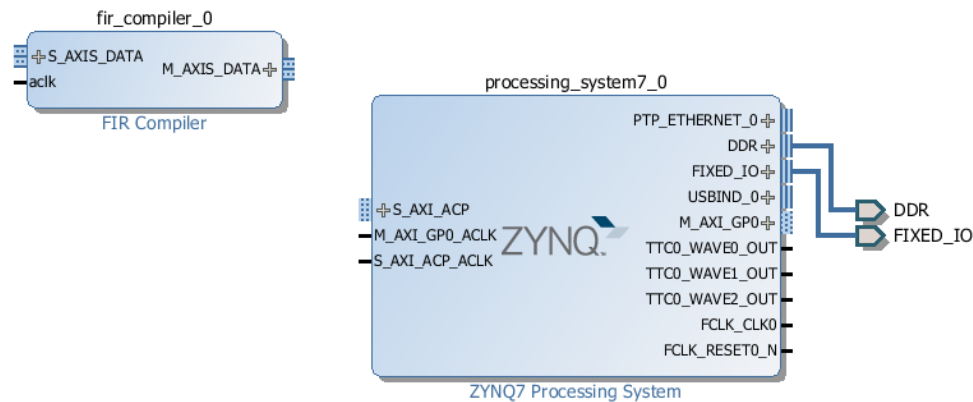 fir_compiler_0
S_AXIS_DATA
M_AXIS_DATA
aclk
FIR Compiler
processing_system7_0
PTP_ETHERNET_0
DDR
FIXED_IO
USBIND_0
S_AXI_ACP
M_AXI_GP0
M_AXI_GP0_ACLK
TTC0_WAVE0_OUT
S_AXI_ACP_ACLK
ZYNQ
TTC0_WAVE1_OUT
TTC0_WAVE2_OUT
FCLK_CLK0
FCLK_RESET0_N
ZYNQ7 Processing System
DDR
FIXED_IO